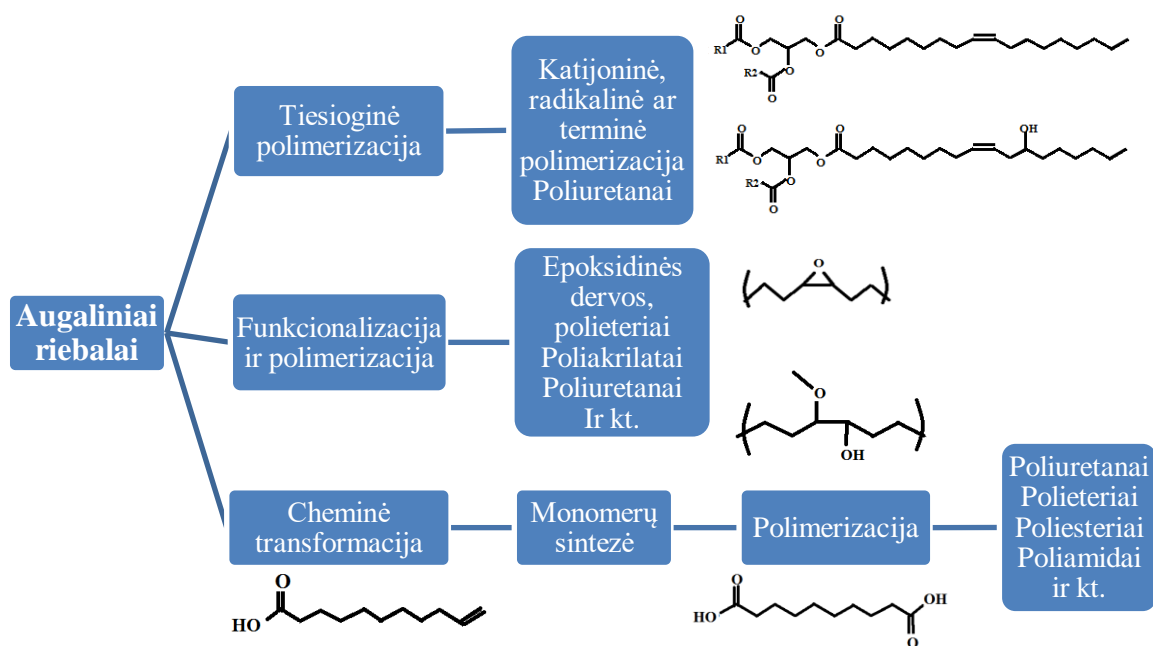 Augaliniai
riebalai
Tiesioginė
polimerizacija
Katijoninė,
radikalinė ar
terminė
polimerizacija
Poliuretanai
O
R1
O
O
O
R2
O
O
O
OH
R1
O
O
O
R2
O
O
Funkcionalizacija
ir polimerizacija
Epoksidinės
dervos,
polieteriai
Poliakrilatai
Poliuretanai
Ir kt.
O
O
OH
Cheminė
transformacija
Monomerų
sintezė
Polimerizacija
Poliuretanai
Polieteriai
Poliesteriai
Poliamidai
ir kt.
O
HO
O
HO
OH
O